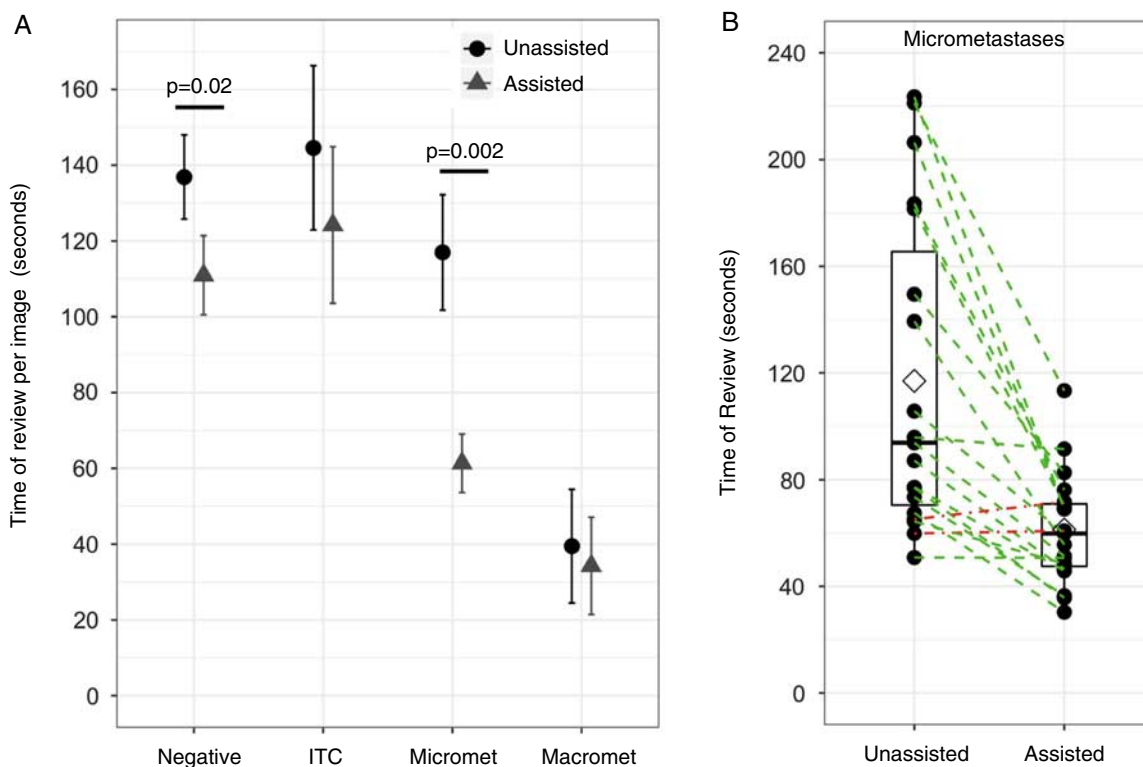 A
Unassisted
Assisted
p=0.02
p=0.002
Time of review per image (seconds)
160
140
120
100
80
60
40
20
0
Negative ITC Micromet Macromet
B
Micrometastases
Time of Review (seconds)
240
200
160
120
80
40
0
Unassisted Assisted